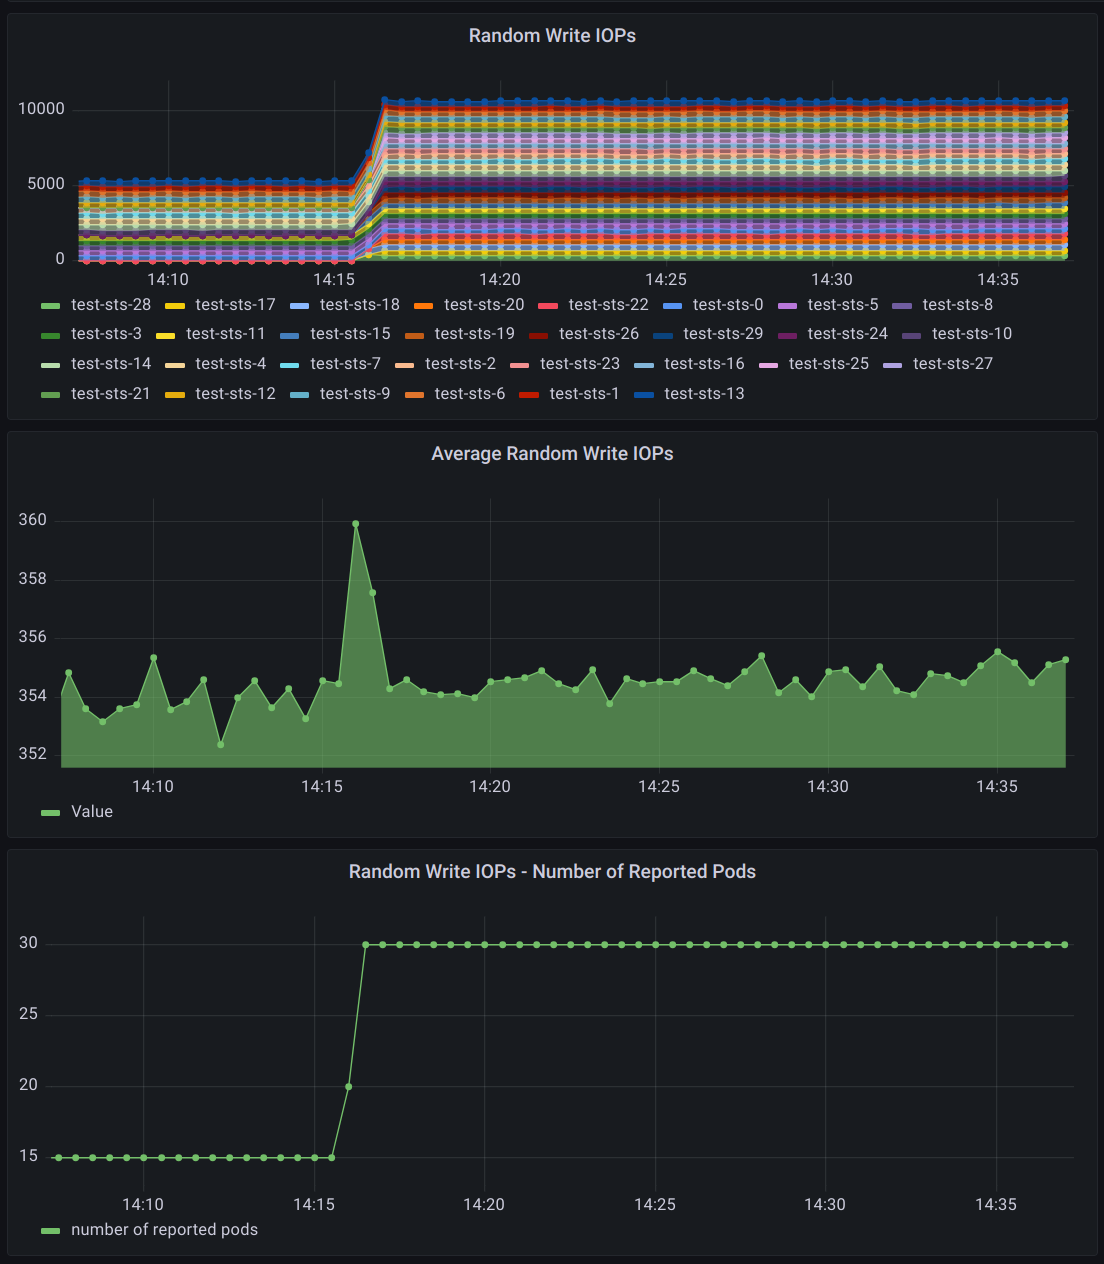 Random Write IOPs
10000
5000
0
14:10 14:15 14:20 14:25 14:30 14:35
test-sts-28 test-sts-17 test-sts-18 test-sts-20 test-sts-22 test-sts-0 test-sts-5 test-sts-8
test-sts-3 test-sts-11 test-sts-15 test-sts-19 test-sts-26 test-sts-29 test-sts-24 test-sts-10
test-sts-14 test-sts-4 test-sts-7 test-sts-2 test-sts-23 test-sts-16 test-sts-25 test-sts-27
test-sts-21 test-sts-12 test-sts-9 test-sts-6 test-sts-1 test-sts-13
Average Random Write IOPs
360
358
356
354
352
14:10 14:15 14:20 14:25 14:30 14:35
Value
Random Write IOPs - Number of Reported Pods
30
25
20
15
14:10 14:15 14:20 14:25 14:30 14:35
number of reported pods